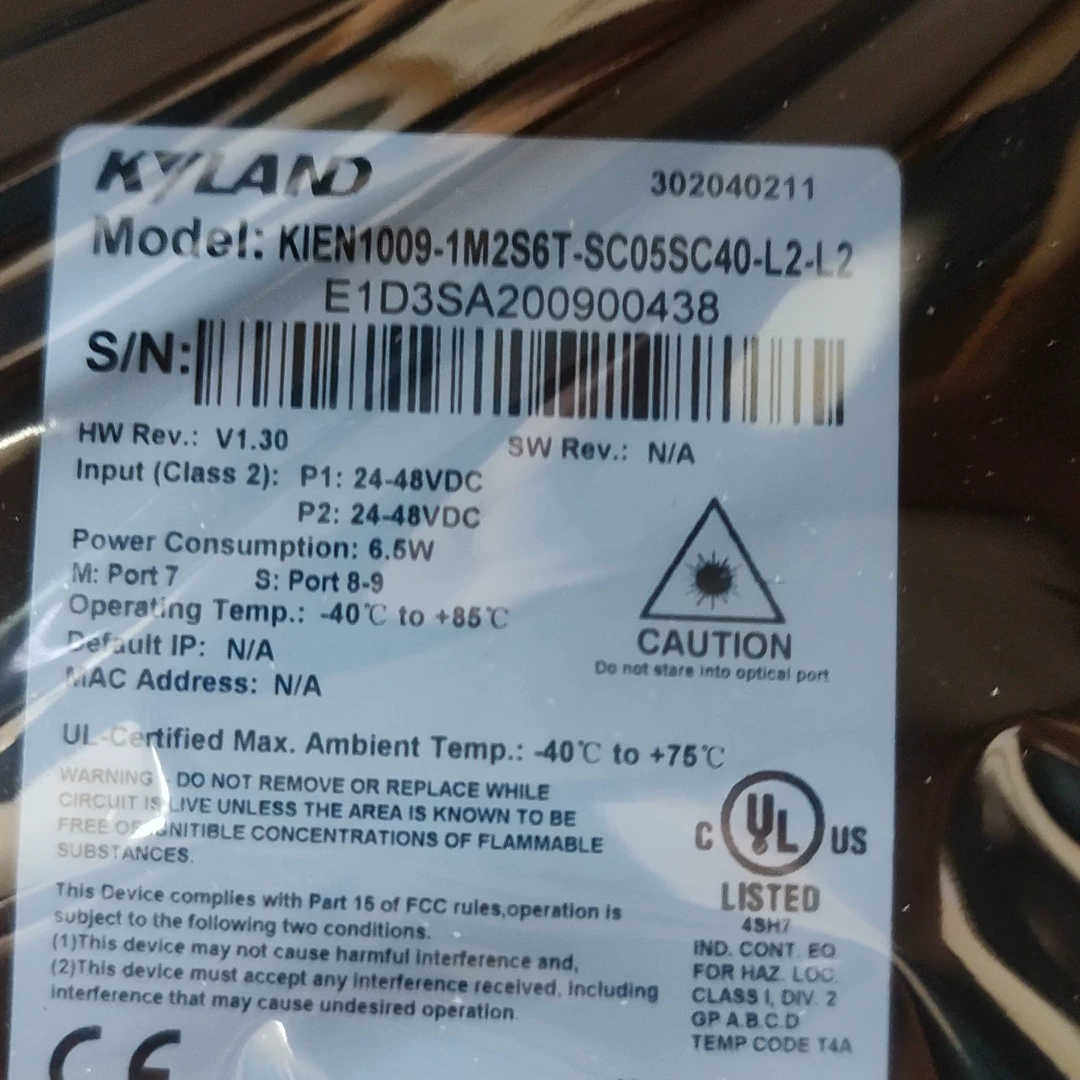 KYLAND
302040211
Model: KIEN1009-1M2S6T-SC05SC40-L2-L2
E1D3SA200900438
S/N:
HW Rev.: V1.30 SW Rev.: N/A
Input (Class 2): P1: 24-48VDC
P2: 24-48VDC
Power Consumption: 6.5W
M: Port 7 S: Port 8-9
Operating Temp.: -40℃ to +85℃
Default IP: N/A
MAC Address: N/A
CAUTION
Do not stare into optical port
UL-Certified Max. Ambient Temp.: -40℃ to +75℃
WARNING - DO NOT REMOVE OR REPLACE WHILE
CIRCUIT IS LIVE UNLESS THE AREA IS KNOWN TO BE
FREE OF IGNITIBLE CONCENTRATIONS OF FLAMMABLE
SUBSTANCES.
This Device complies with Part 15 of FCC rules,operation is
subject to the following two conditions.
(1)This device may not cause harmful interference and,
(2)This device must accept any interference received, including
interference that may cause undesired operation.
C UL US
LISTED
4SH7
IND. CONT. EQ.
FOR HAZ. LOC.
CLASS I, DIV. 2
GP A.B.C.D
TEMP CODE T4A
CE